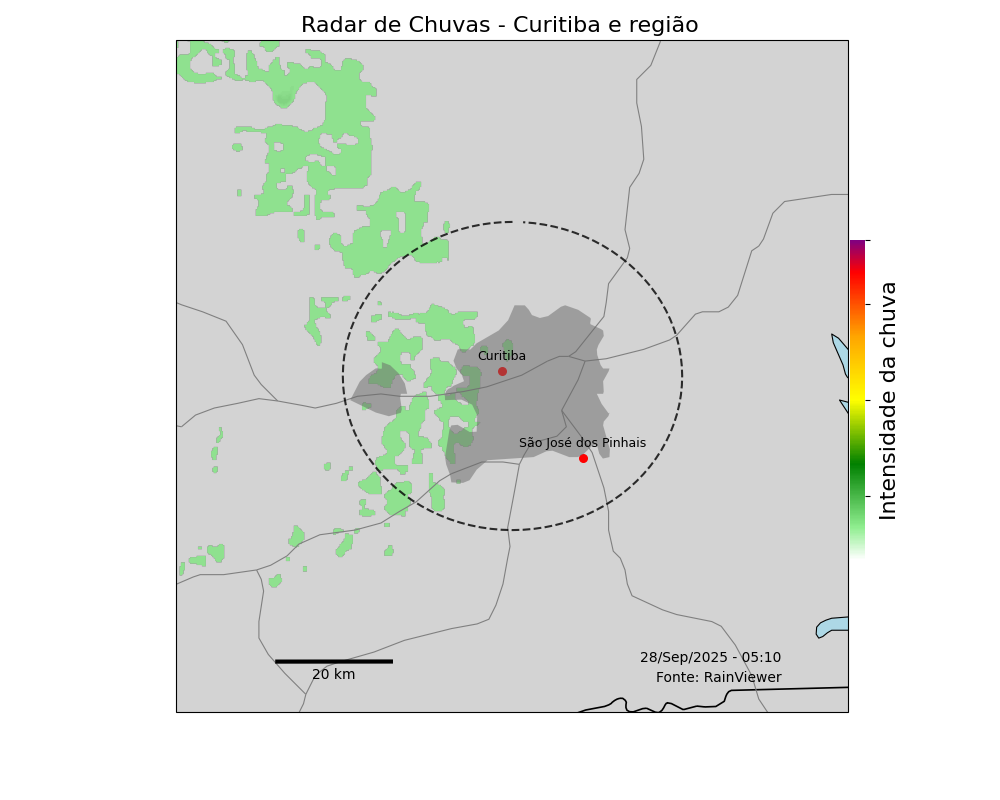 Radar de Chuvas - Curitiba e região
Intensidade da chuva
Curitiba
São José dos Pinhais
20 km
28/Sep/2025 - 05:10
Fonte: RainViewer